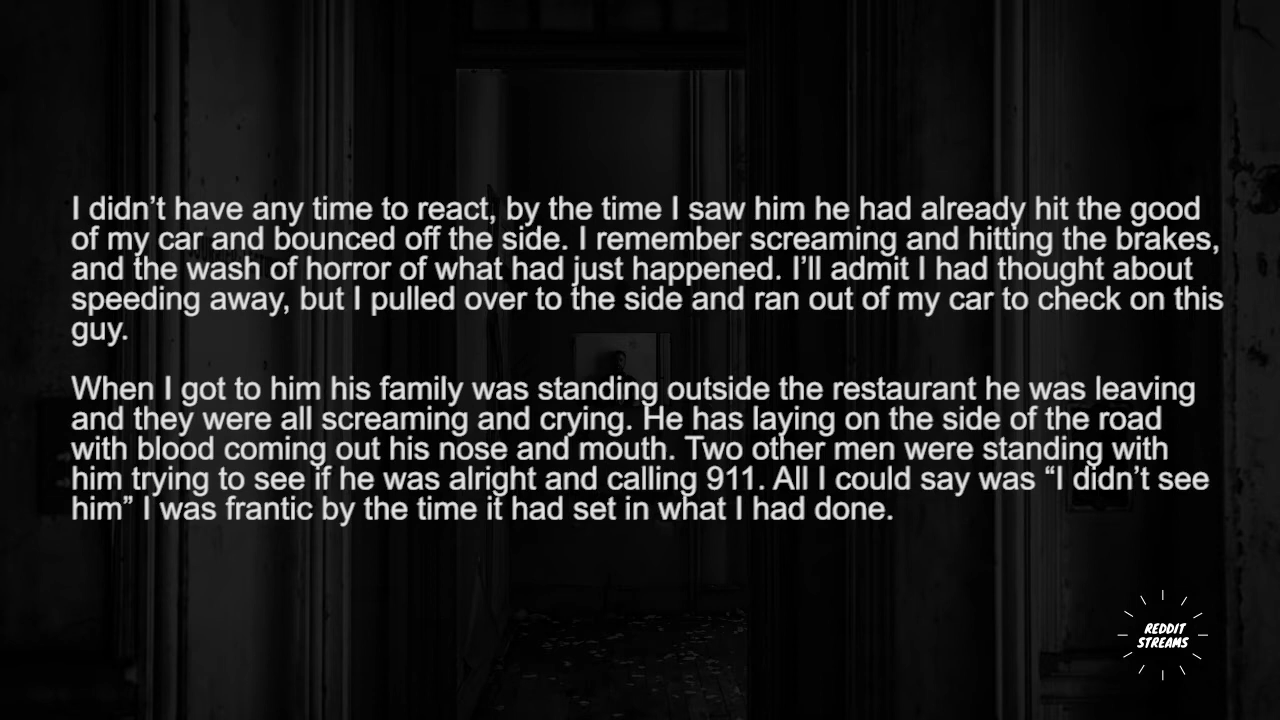 I didn’t have any time to react, by the time I saw him he had already hit the good
of my car and bounced off the side. I remember screaming and hitting the brakes,
and the wash of horror of what had just happened. I’ll admit I had thought about
speeding away, but I pulled over to the side and ran out of my car to check on this
guy.
When I got to him his family was standing outside the restaurant he was leaving
and they were all screaming and crying. He has laying on the side of the road
with blood coming out his nose and mouth. Two other men were standing with
him trying to see if he was alright and calling 911. All I could say was “I didn’t see
him” I was frantic by the time it had set in what I had done.
REDDIT
STREAMS